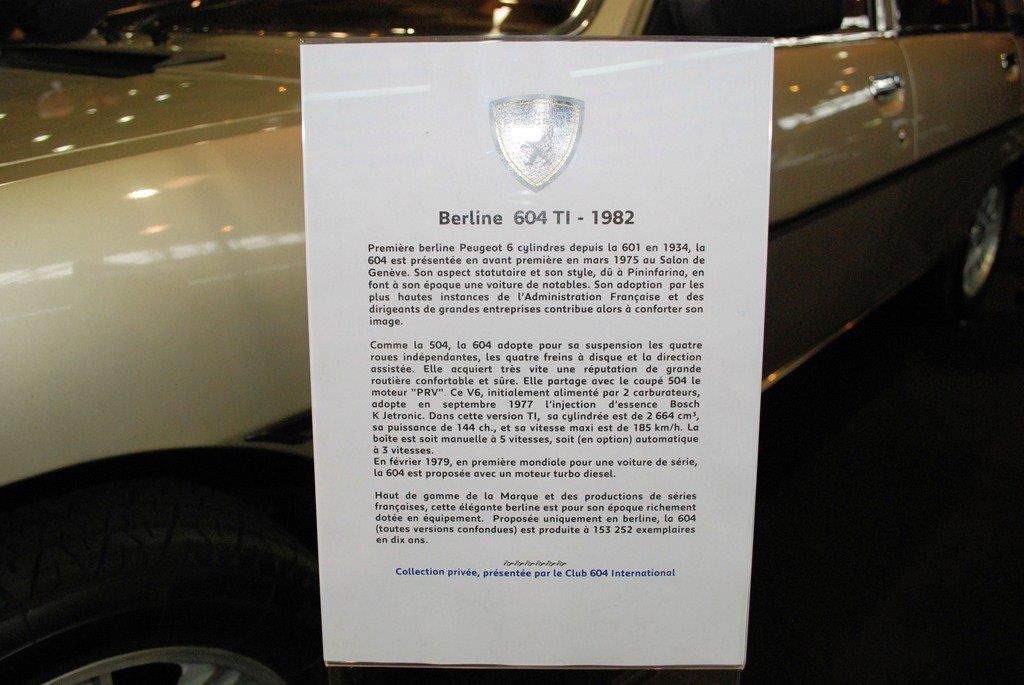 Berline 604 TI - 1982
Première berline Peugeot 6 cylindres depuis la 601 en 1934, la
604 est présentée en avant première en mars 1975 au Salon de
Genève. Son aspect statutaire et son style, dû à Pininfarina, en
font à son époque une voiture de notables. Son adoption par les
plus hautes instances de l'Administration Française et des
dirigeants de grandes entreprises contribue alors à conforter son
image.
Comme la 504, la 604 adopte pour sa suspension les quatre
roues indépendantes, les quatre freins à disque et la direction
assistée. Elle acquiert très vite une réputation de grande
routière confortable et sûre. Elle partage avec le coupé 504 le
moteur "PRV". Ce V6, initialement alimenté par 2 carburateurs,
adopte en septembre 1977 l'injection d'essence Bosch
K Jetronic. Dans cette version TI, sa cylindrée est de 2 664 cm³,
sa puissance de 144 ch., et sa vitesse maxi est de 185 km/h. La
boîte est soit manuelle à 5 vitesses, soit (en option) automatique
à 3 vitesses.
En février 1979, en première mondiale pour une voiture de série,
la 604 est proposée avec un moteur turbo diesel.
Haut de gamme de la Marque et des productions de séries
françaises, cette élégante berline est pour son époque richement
dotée en équipement. Proposée uniquement en berline, la 604
(toutes versions confondues) est produite à 153 252 exemplaires
en dix ans.
Collection privée, présentée par le Club 604 International